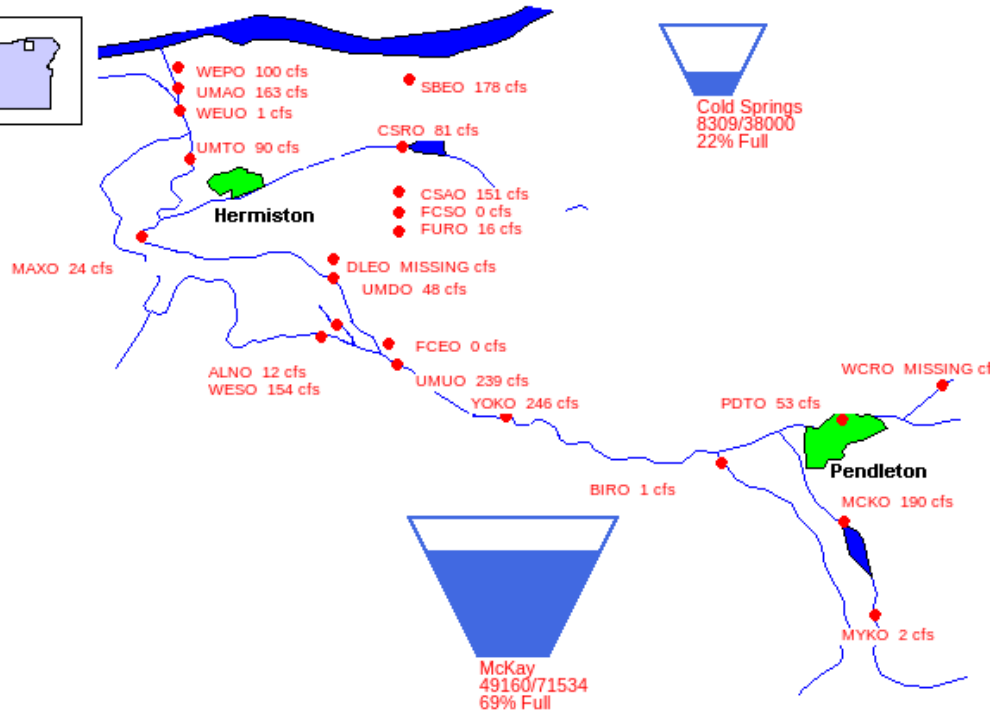 WEPO 100 cfs
UMAO 163 cfs
WEUO 1 cfs
SBEO 178 cfs
Cold Springs
8309/38000
22% Full
CSRO 81 cfs
UMTO 90 cfs
Hermiston
CSAO 151 cfs
FCSO 0 cfs
FURO 16 cfs
MAXO 24 cfs
DLEO MISSING cfs
UMDO 48 cfs
FCEO 0 cfs
ALNO 12 cfs
WESO 154 cfs
UMUO 239 cfs
YOKO 246 cfs
WCRO MISSING cf
PDTO 53 cfs
Pendleton
BIRO 1 cfs
MCKO 190 cfs
MYKO 2 cfs
McKay
49160/71534
69% Full